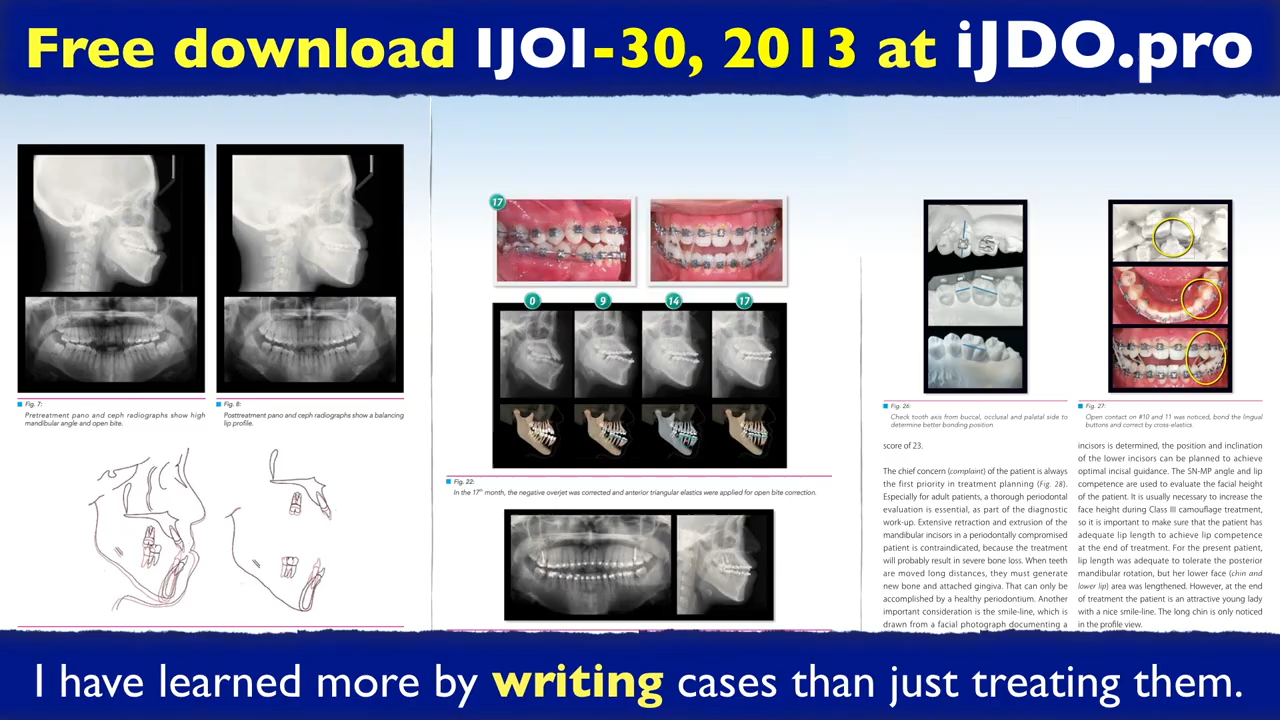 Free download IJOI-30, 2013 at iJDO.pro
Fig. 7:
Pretreatment pano and ceph radiographs show high
mandibular angle and open bite.
Fig. 8:
Posttreatment pano and ceph radiographs show a balancing
lip profile.
17
0
9
14
17
Fig. 22:
In the 17th month, the negative overjet was corrected and anterior triangular elastics were applied for open bite correction.
Fig. 26:
Check tooth axis from buccal, occlusal and palatal side to
determine better bonding position.
score of 23.
The chief concern (complaint) of the patient is always
the first priority in treatment planning (Fig. 28).
Especially for adult patients, a thorough periodontal
evaluation is essential, as part of the diagnostic
work-up. Extensive retraction and extrusion of the
mandibular incisors in a periodontally compromised
patient is contraindicated, because the treatment
will probably result in severe bone loss. When teeth
are moved long distances, they must generate
new bone and attached gingiva. That can only be
accomplished by a healthy periodontium. Another
important consideration is the smile-line, which is
drawn from a facial photograph documenting a
Fig. 27:
Open contact on #10 and 11 was noticed, bond the lingual
buttons and correct by cross-elastics.
incisors is determined, the position and inclination
of the lower incisors can be planned to achieve
optimal incisal guidance. The SN-MP angle and lip
competence are used to evaluate the facial height
of the patient. It is usually necessary to increase the
face height during Class III camouflage treatment,
so it is important to make sure that the patient has
adequate lip length to achieve lip competence
at the end of treatment. For the present patient,
lip length was adequate to tolerate the posterior
mandibular rotation, but her lower face (chin and
lower lip) area was lengthened. However, at the end
of treatment the patient is an attractive young lady
with a nice smile-line. The long chin is only noticed
in the profile view.
I have learned more by writing cases than just treating them.